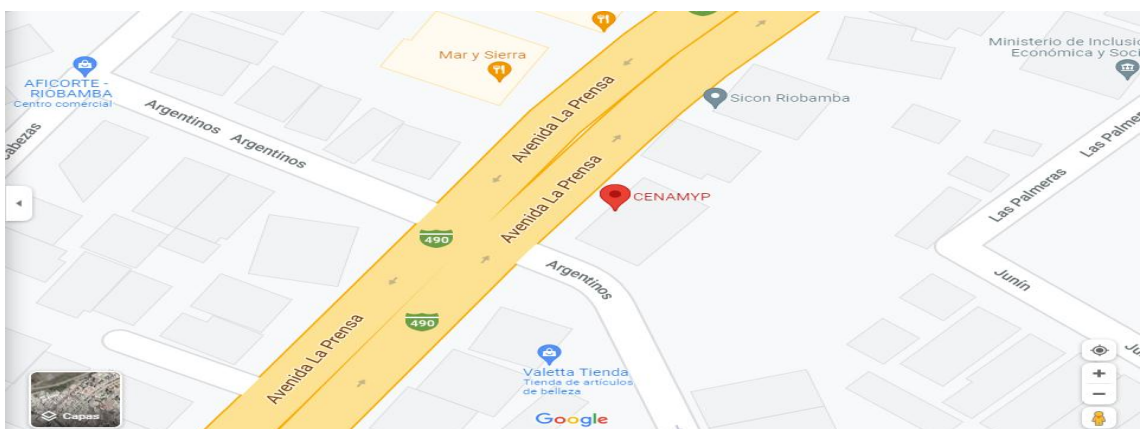 Mar y Sierra
AFICORTE -
RIOBAMBA
Centro comercial
Argentinos
Argentinos
Avenida La Prensa
Avenida La Prensa
Sicon Riobamba
Ministerio de Inclusió
Económica y Soci
Las Palmeras
Las Palme
CENAMYP
490
490
Argentinos
Junín
Avenida La Prensa
Valetta Tienda
Tienda de artículos
de belleza
Capas
Google
abezas